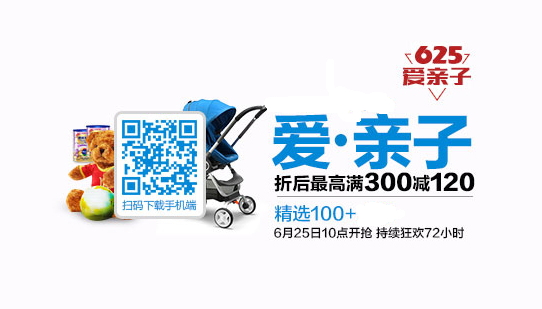 625
爱亲子
爱·亲子
折后最高满300减120
精选100+
6月25日10点开抢 持续狂欢72小时
扫码下载手机端